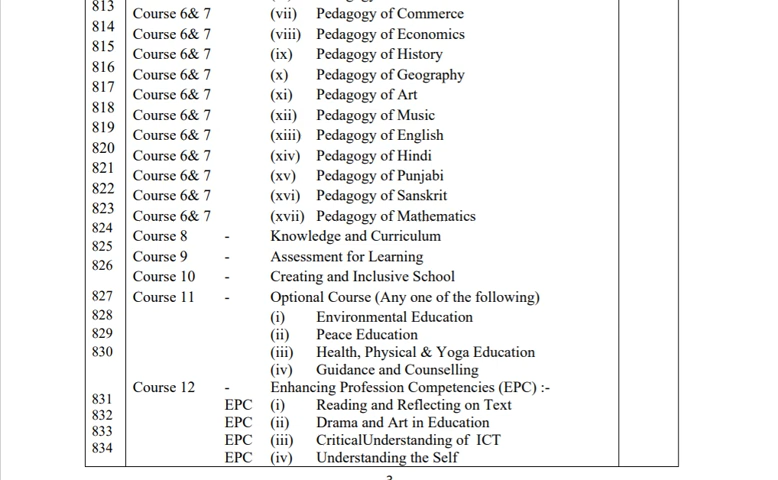 813 Course 6& 7 (vii) Pedagogy of Commerce
814 Course 6& 7 (viii) Pedagogy of Economics
815 Course 6& 7 (ix) Pedagogy of History
816 Course 6& 7 (x) Pedagogy of Geography
817 Course 6& 7 (xi) Pedagogy of Art
818 Course 6& 7 (xii) Pedagogy of Music
819 Course 6& 7 (xiii) Pedagogy of English
820 Course 6& 7 (xiv) Pedagogy of Hindi
821 Course 6& 7 (xv) Pedagogy of Punjabi
822 Course 6& 7 (xvi) Pedagogy of Sanskrit
823 Course 6& 7 (xvii) Pedagogy of Mathematics
824 Course 8 - Knowledge and Curriculum
825 Course 9 - Assessment for Learning
826 Course 10 - Creating and Inclusive School
827 Course 11 - Optional Course (Any one of the following)
828 (i) Environmental Education
829 (ii) Peace Education
830 (iii) Health, Physical & Yoga Education
(iv) Guidance and Counselling
Course 12 - Enhancing Profession Competencies (EPC) :-
831 EPC (i) Reading and Reflecting on Text
832 EPC (ii) Drama and Art in Education
833 EPC (iii) CriticalUnderstanding of ICT
834 EPC (iv) Understanding the Self